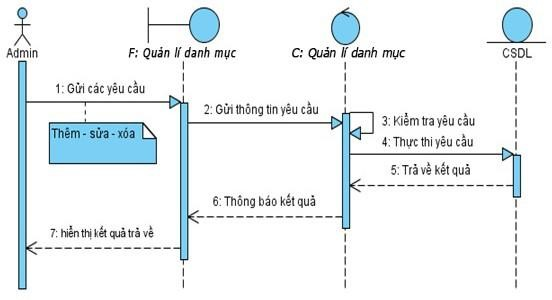 Admin
F: Quản lí danh mục
C: Quản lí danh mục
CSDL
1: Gửi các yêu cầu
Thêm - sửa - xóa
2: Gửi thông tin yêu cầu
3: Kiểm tra yêu cầu
4: Thực thi yêu cầu
5: Trả về kết quả
6: Thông báo kết quả
7: hiển thị kết quả trả về